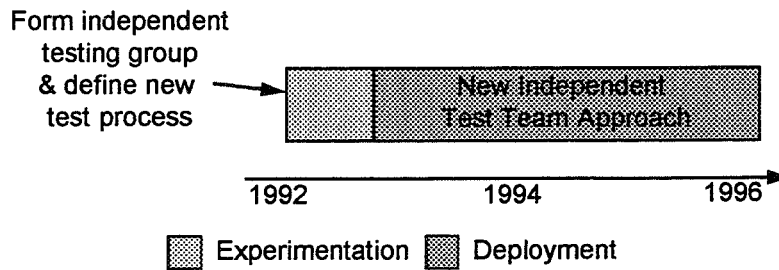 Form independent
testing group
& define new
test process
New Independent
Test Team Approach
1992 1994 1996
Experimentation Deployment